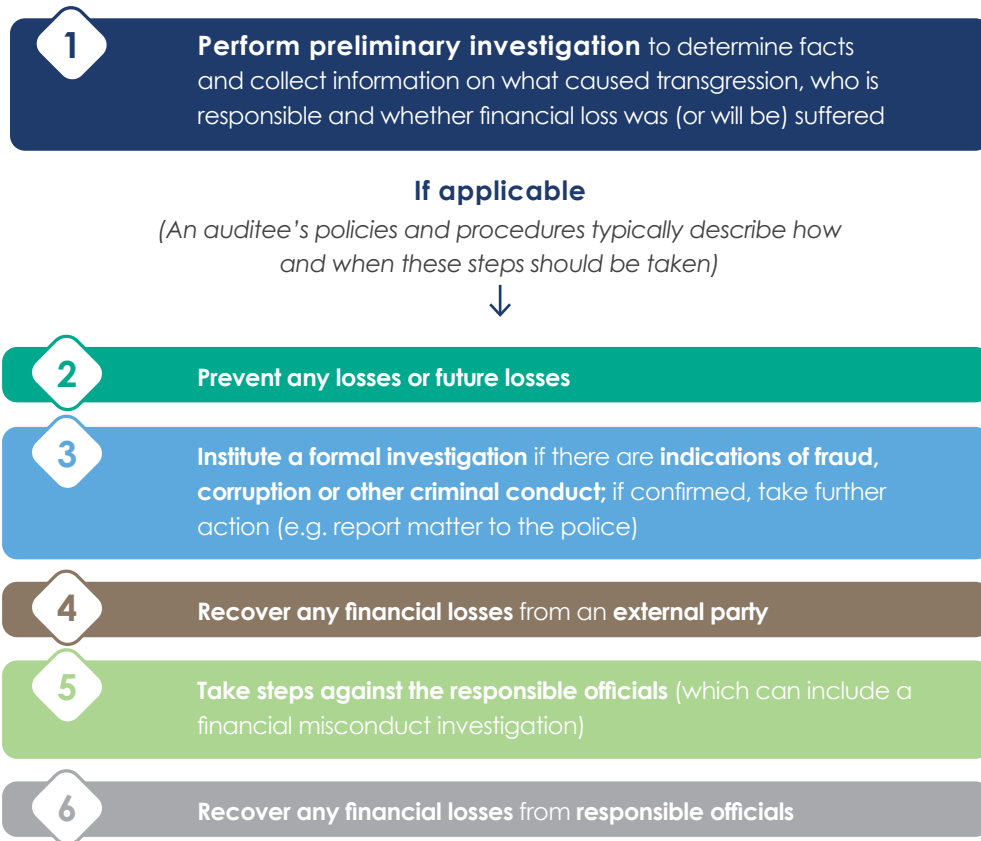 1
Perform preliminary investigation to determine facts
and collect information on what caused transgression, who is
responsible and whether financial loss was (or will be) suffered
If applicable
(An auditee’s policies and procedures typically describe how
and when these steps should be taken)
2
Prevent any losses or future losses
3
Institute a formal investigation if there are indications of fraud,
corruption or other criminal conduct; if confirmed, take further
action (e.g. report matter to the police)
4
Recover any financial losses from an external party
5
Take steps against the responsible officials (which can include a
financial misconduct investigation)
6
Recover any financial losses from responsible officials